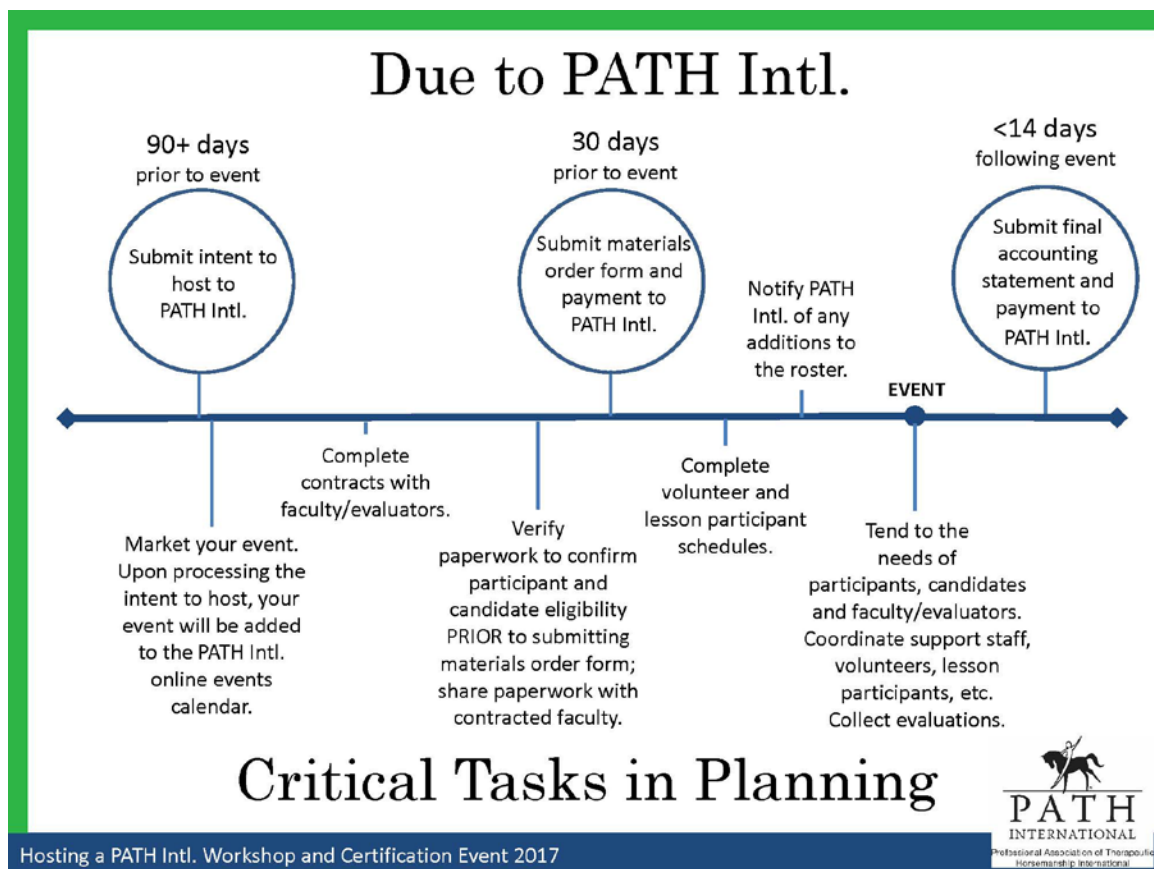 Due to PATH Intl.
90+ days
prior to event
Submit intent to
host to
PATH Intl.
30 days
prior to event
Submit materials
order form and
payment to
PATH Intl.
Notify PATH
Intl. of any
additions to
the roster.
<14 days
following event
Submit final
accounting
statement and
payment to
PATH Intl.
EVENT
Market your event.
Upon processing the
intent to host, your
event will be added
to the PATH Intl.
online events
calendar.
Complete
contracts with
faculty/evaluators.
Verify
paperwork to confirm
participant and
candidate eligibility
PRIOR to submitting
materials order form;
share paperwork with
contracted faculty.
Complete
volunteer and
lesson participant
schedules.
Tend to the
needs of
participants, candidates
and faculty/evaluators.
Coordinate support staff,
volunteers, lesson
participants, etc.
Collect evaluations.
Critical Tasks in Planning
PATH
INTERNATIONAL
Professional Association of Therapeutic
Horsemanship International
Hosting a PATH Intl. Workshop and Certification Event 2017